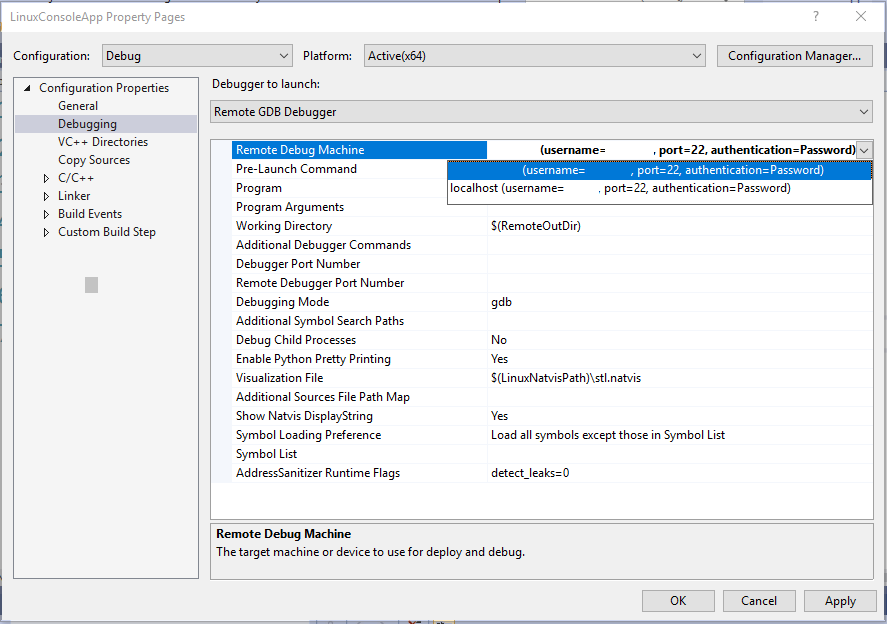 LinuxConsoleApp Property Pages
Configuration: Debug Platform: Active(x64) Configuration Manager...
Configuration Properties
General
Debugging
VC++ Directories
Copy Sources
C/C++
Linker
Build Events
Custom Build Step
Debugger to launch:
Remote GDB Debugger
Remote Debug Machine (username= , port=22, authentication=Password)
(username= , port=22, authentication=Password)
localhost (username= , port=22, authentication=Password)
Pre-Launch Command
Program
Program Arguments
Working Directory $(RemoteOutDir)
Additional Debugger Commands
Debugger Port Number
Remote Debugger Port Number
Debugging Mode gdb
Additional Symbol Search Paths
Debug Child Processes No
Enable Python Pretty Printing Yes
Visualization File $(LinuxNatvisPath)\stl.natvis
Additional Sources File Path Map
Show Natvis DisplayString Yes
Symbol Loading Preference Load all symbols except those in Symbol List
Symbol List
AddressSanitizer Runtime Flags detect_leaks=0
Remote Debug Machine
The target machine or device to use for deploy and debug.
OK Cancel Apply